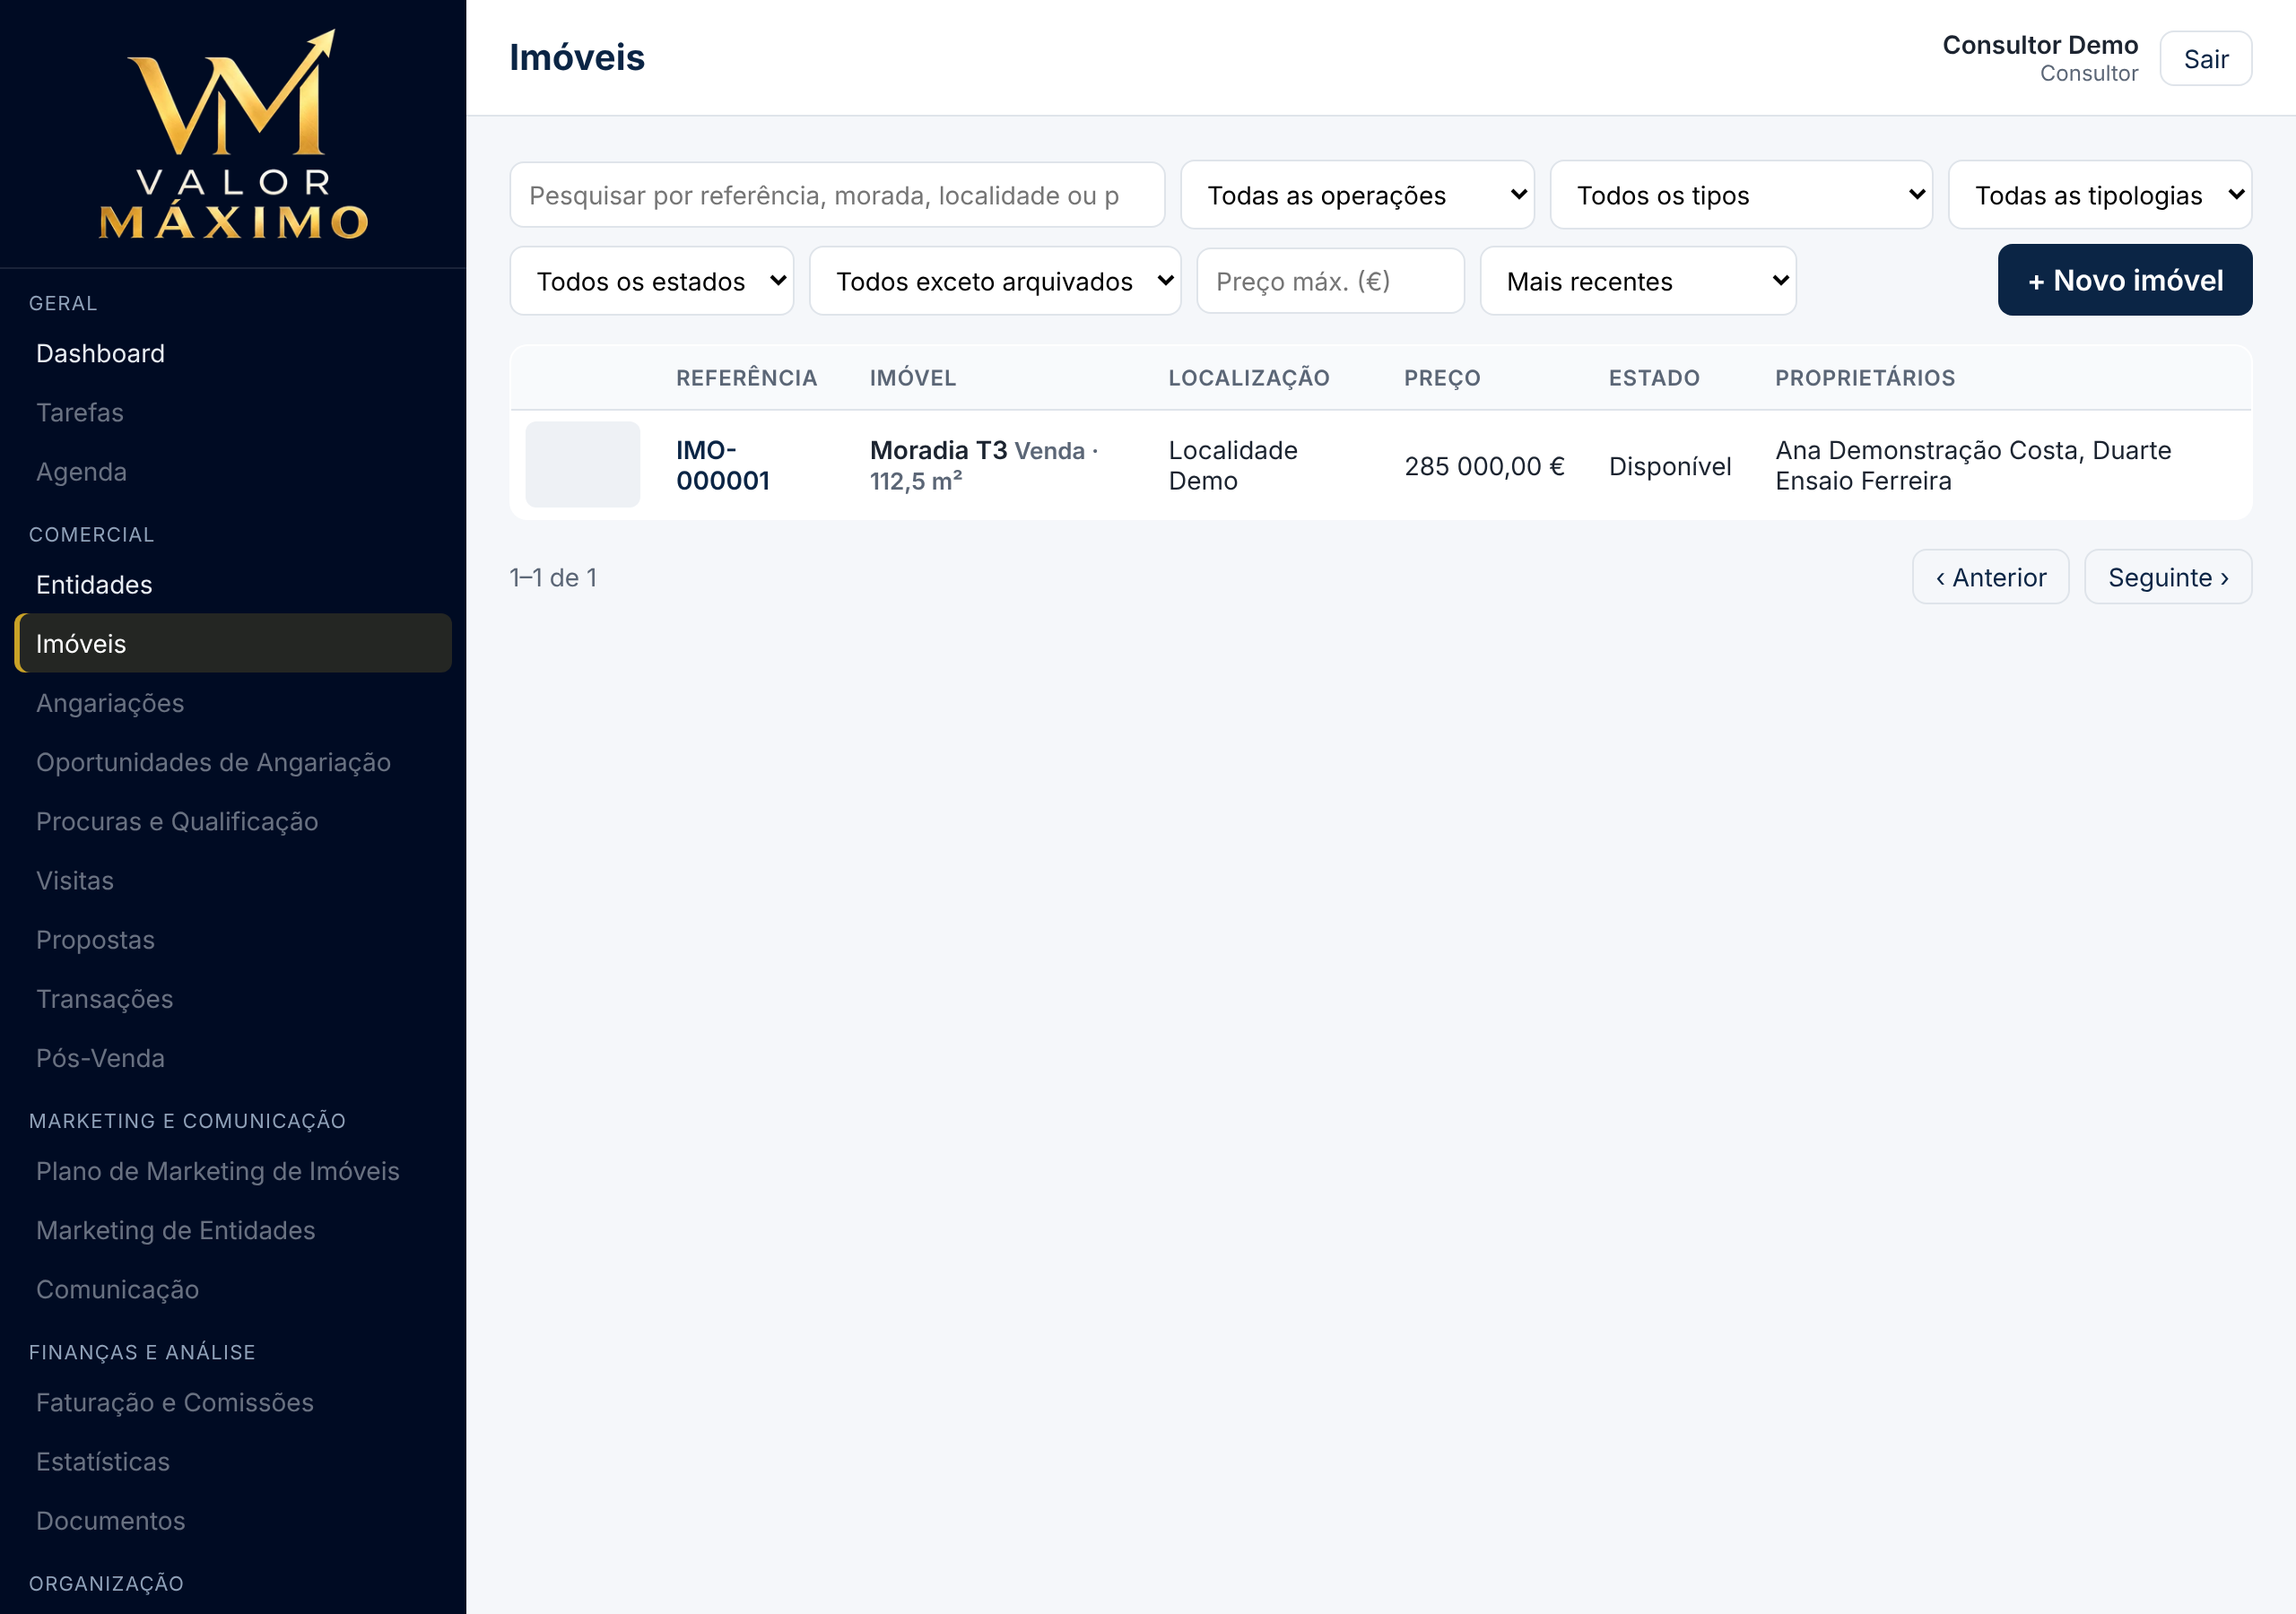 VM
VALOR
MÁXIMO
GERAL
Dashboard
Tarefas
Agenda
COMERCIAL
Entidades
Imóveis
Angariações
Oportunidades de Angariação
Procuras e Qualificação
Visitas
Propostas
Transações
Pós-Venda
MARKETING E COMUNICAÇÃO
Plano de Marketing de Imóveis
Marketing de Entidades
Comunicação
FINANÇAS E ANÁLISE
Faturação e Comissões
Estatísticas
Documentos
ORGANIZAÇÃO
Imóveis
Consultor Demo
Consultor
Sair
Pesquisar por referência, morada, localidade ou p
Todas as operações
Todos os tipos
Todas as tipologias
Todos os estados
Todos exceto arquivados
Preço máx. (€)
Mais recentes
+ Novo imóvel
REFERÊNCIA IMÓVEL LOCALIZAÇÃO PREÇO ESTADO PROPRIETÁRIOS
IMO-
000001
Moradia T3 Venda ·
112,5 m²
Localidade
Demo
285 000,00 €
Disponível
Ana Demonstração Costa, Duarte
Ensaio Ferreira
1–1 de 1
‹ Anterior
Seguinte ›